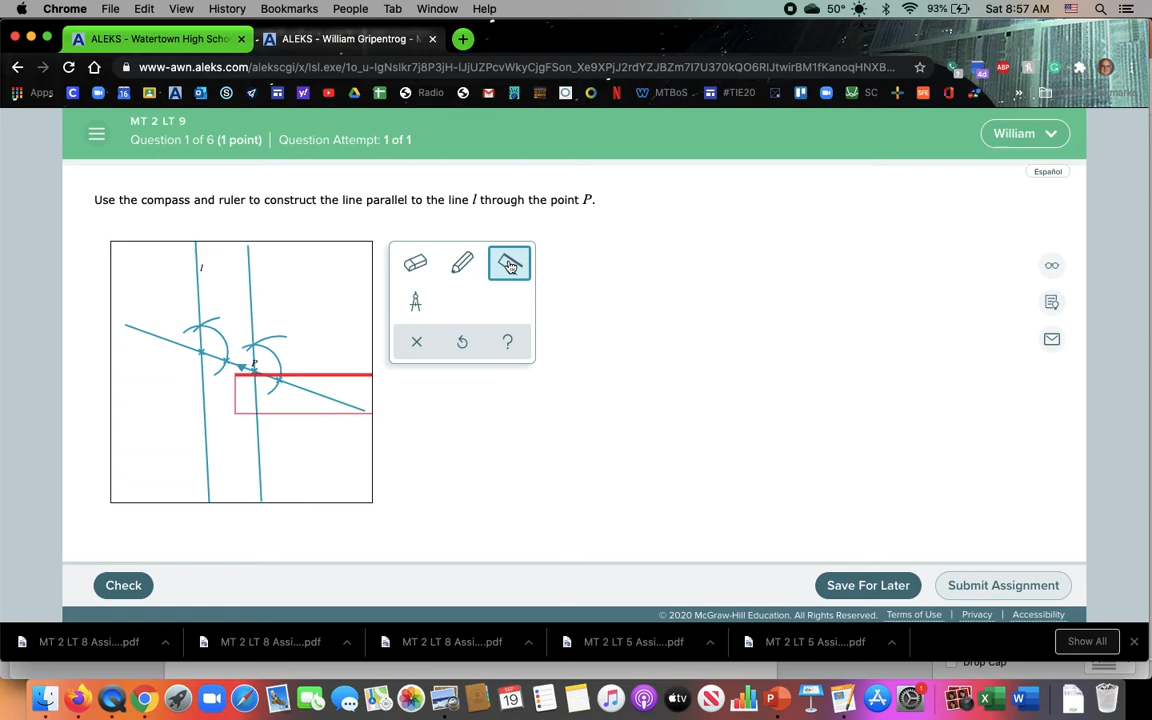 Chrome File Edit View History Bookmarks People Tab Window Help 50° 93% Sat 8:57 AM
ALEKS - Watertown High Scho
ALEKS - William Gripentrog - M
Apps Radio MTBoS #TIE20 SC
MT 2 LT 9
Question 1 of 6 (1 point) | Question Attempt: 1 of 1
William
Español
Use the compass and ruler to construct the line parallel to the line l through the point P.
l
P
Check
Save For Later
Submit Assignment
© 2020 McGraw-Hill Education. All Rights Reserved. Terms of Use | Privacy | Accessibility
MT 2 LT 8 Assi....pdf
MT 2 LT 8 Assi....pdf
MT 2 LT 8 Assi....pdf
MT 2 LT 5 Assi....pdf
MT 2 LT 5 Assi....pdf
Show All
Drop Cap